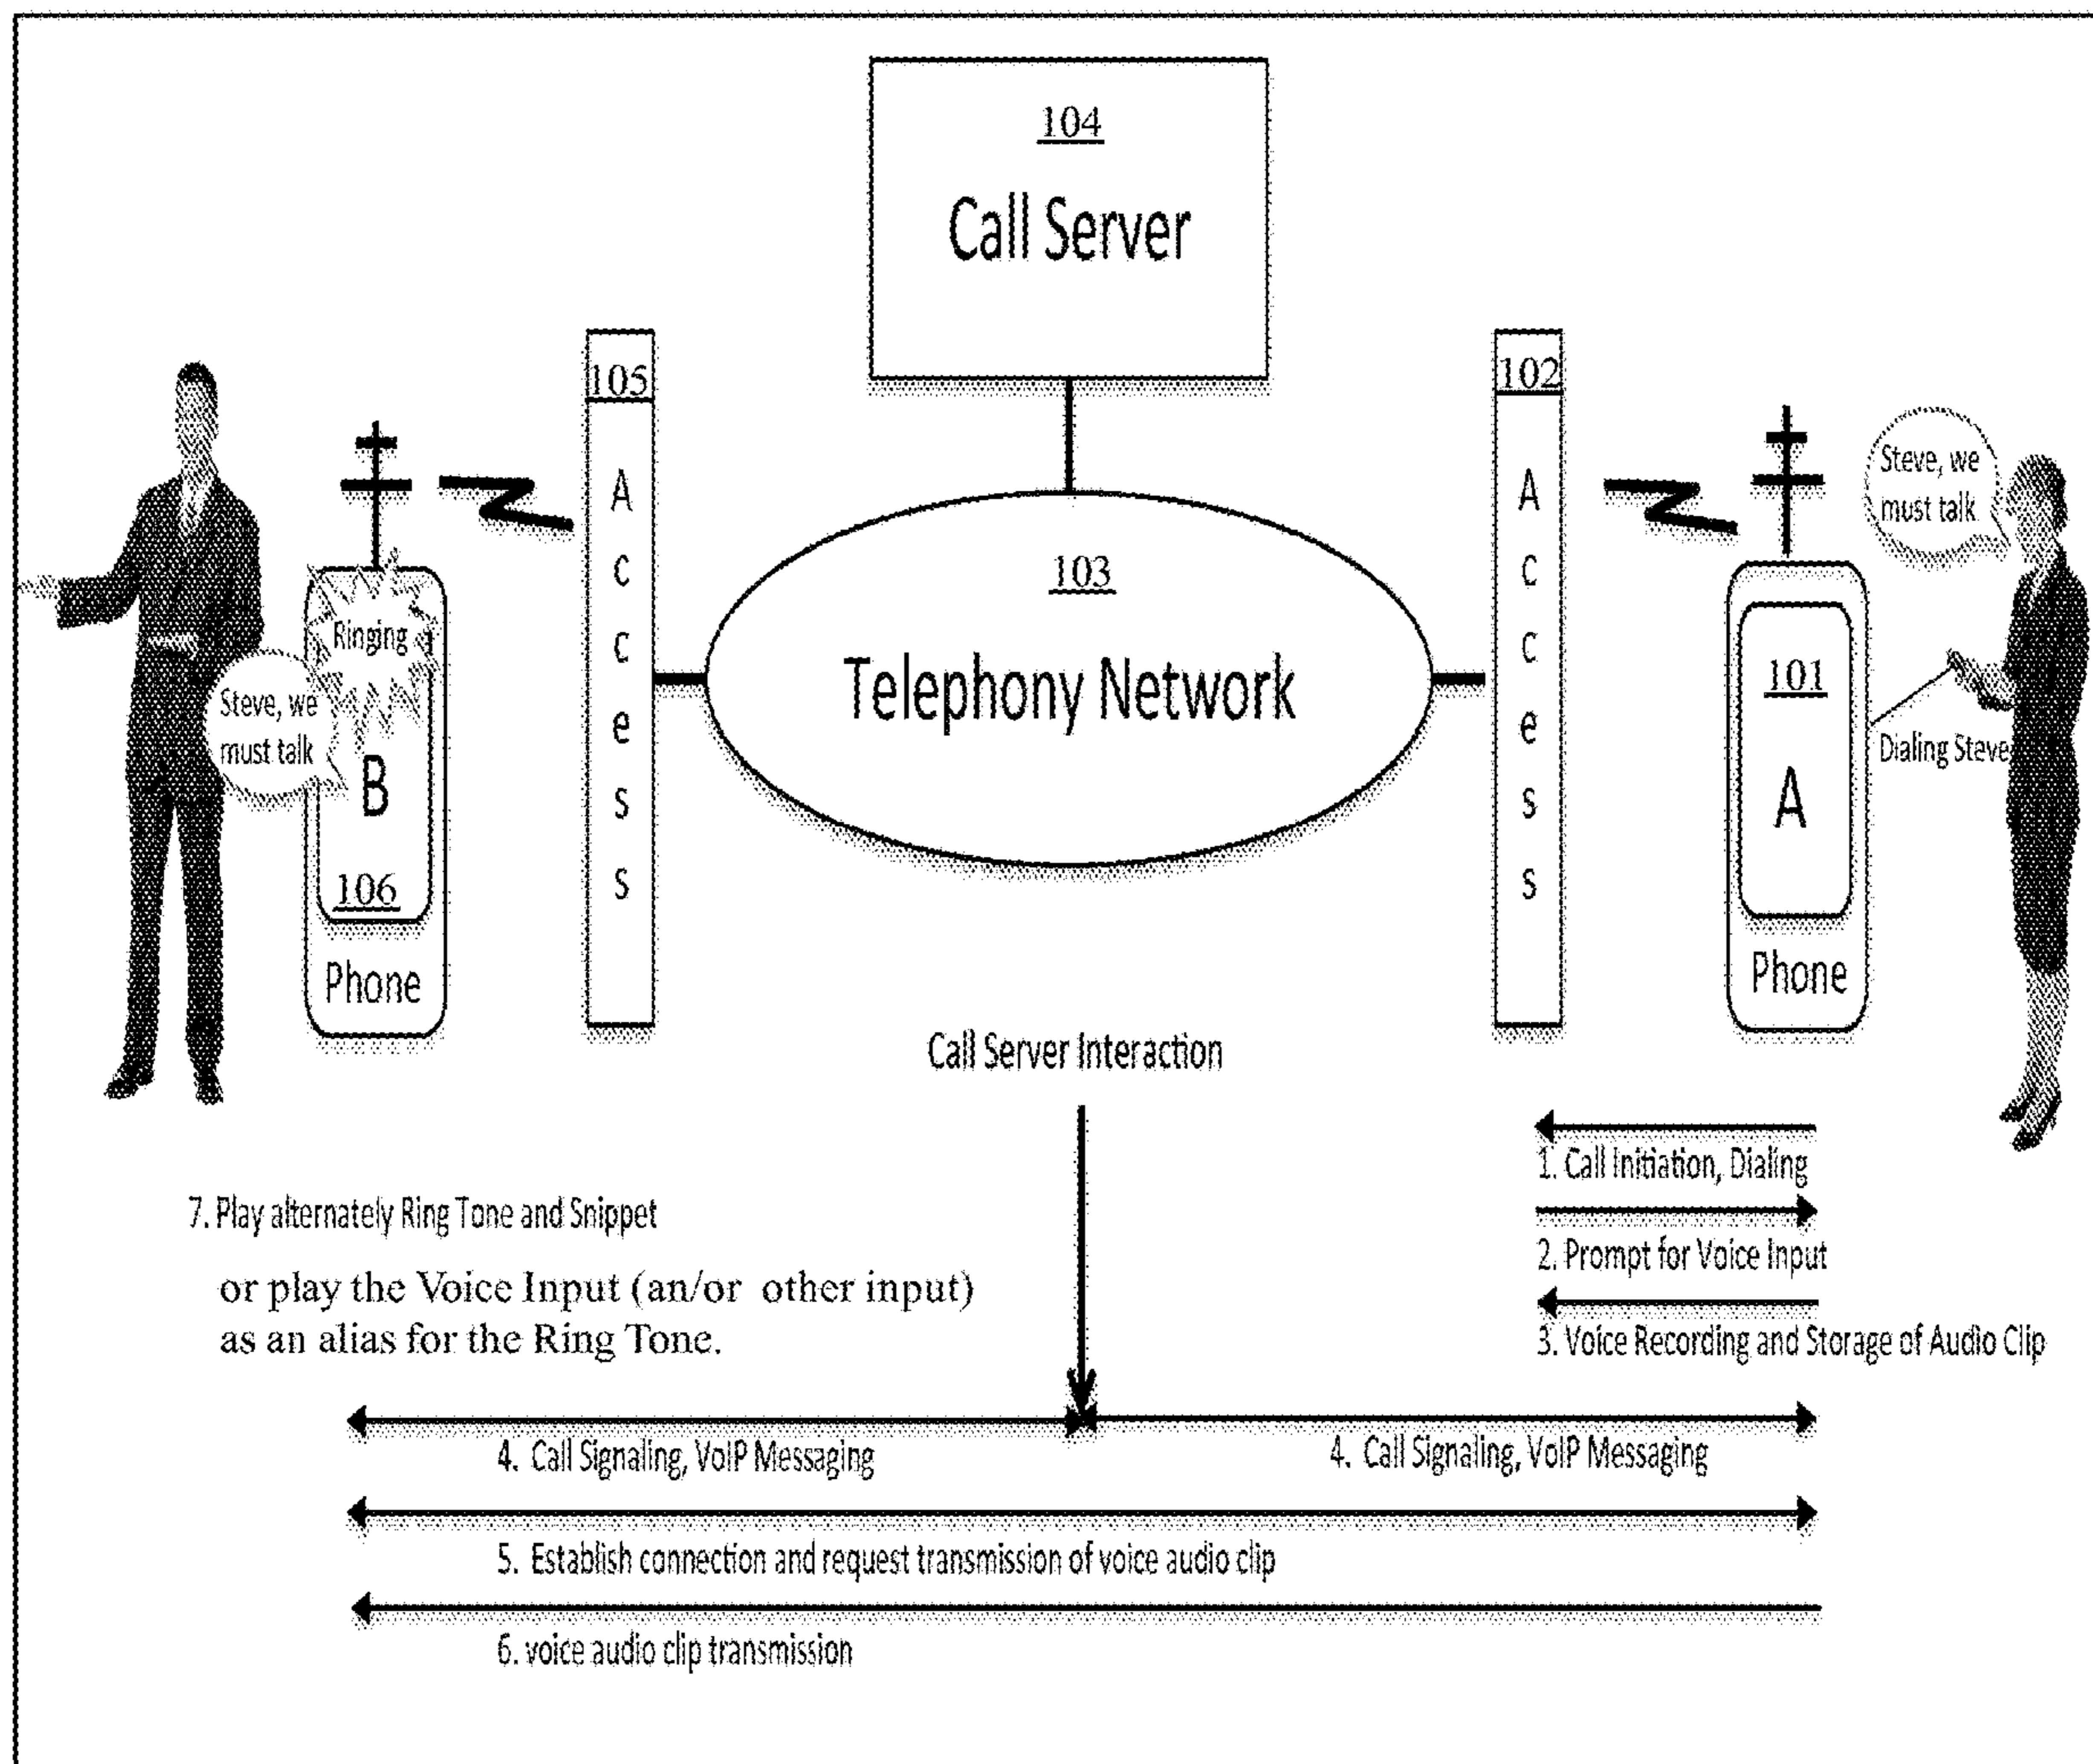 104
Call Server
105
102
A
c
c
e
s
s
A
c
c
e
s
s
103
Telephony Network
Steve, we
must talk
Ringing
Steve, we
must talk
B
106
Phone
101
A
Phone
Dialing Steve
Call Server Interaction
1. Call Initiation, Dialing
2. Prompt for Voice Input
3. Voice Recording and Storage of Audio Clip
7. Play alternately Ring Tone and Snippet
or play the Voice Input (an/or other input)
as an alias for the Ring Tone.
4. Call Signaling, VoIP Messaging
4. Call Signaling, VoIP Messaging
5. Establish connection and request transmission of voice audio clip
6. voice audio clip transmission